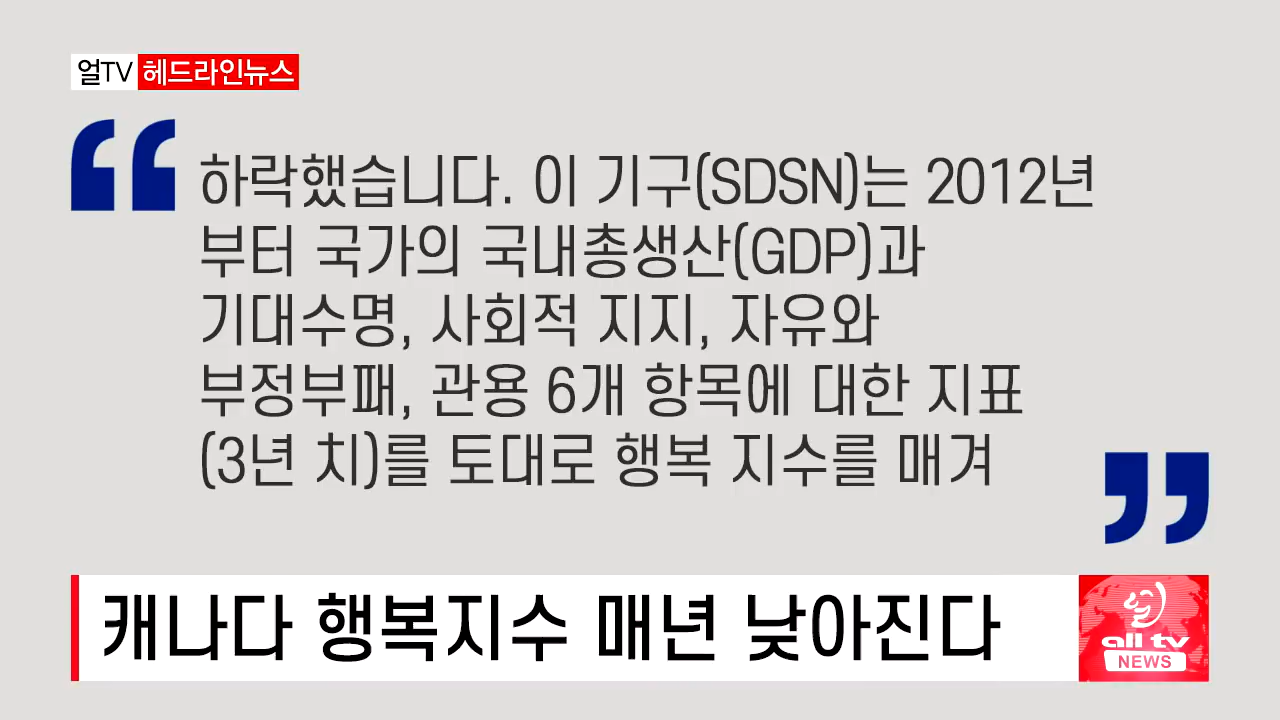 얼TV 헤드라인뉴스
하락했습니다. 이 기구(SDSN)는 2012년
부터 국가의 국내총생산(GDP)과
기대수명, 사회적 지지, 자유와
부정부패, 관용 6개 항목에 대한 지표
(3년 치)를 토대로 행복 지수를 매겨
캐나다 행복지수 매년 낮아진다
all tv
NEWS